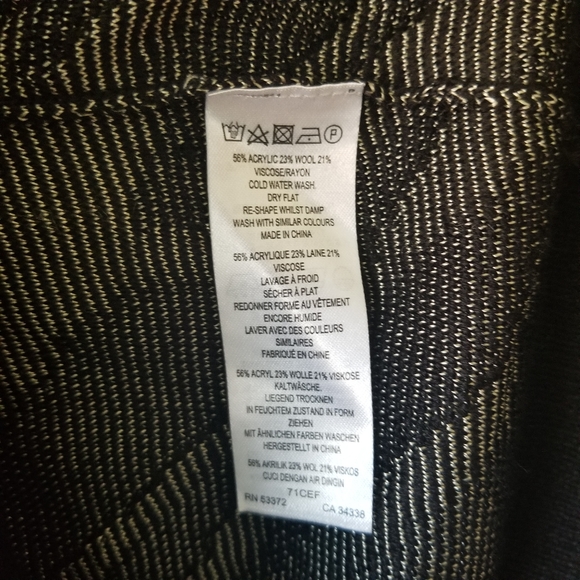 56% ACRYLIC 23% WOOL 21%
VISCOSE/RAYON
COLD WATER WASH.
DRY FLAT
RE-SHAPE WHILST DAMP
WASH WITH SIMILAR COLOURS
MADE IN CHINA
56% ACRYLIQUE 23% LAINE 21%
VISCOSE
LAVAGE À FROID
SÉCHER À PLAT
REDONNER FORME AU VÊTEMENT
ENCORE HUMIDE
LAVER AVEC DES COULEURS
SIMILAIRES
FABRIQUÉ EN CHINE
56% ACRYL 23% WOLLE 21% VISKOSE
KALTWÄSCHE.
LIEGEND TROCKNEN
IN FEUCHTEM ZUSTAND IN FORM
ZIEHEN
MIT ÄHNLICHEN FARBEN WASCHEN
HERGESTELLT IN CHINA
56% AKRILIK 23% WOL 21% VISKOS
CUCI DENGAN AIR DINGIN
71CEF
RN 63372 CA 34338